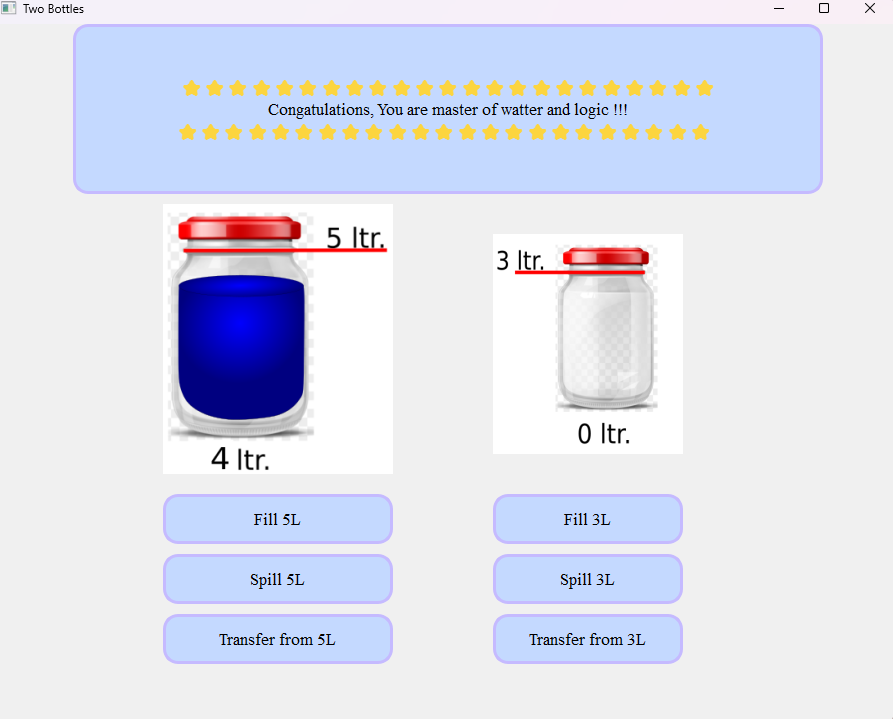 Two Bottles
Congatulations, You are master of watter and logic !!!
5 ltr.
3 ltr.
4 ltr.
0 ltr.
Fill 5L
Fill 3L
Spill 5L
Spill 3L
Transfer from 5L
Transfer from 3L